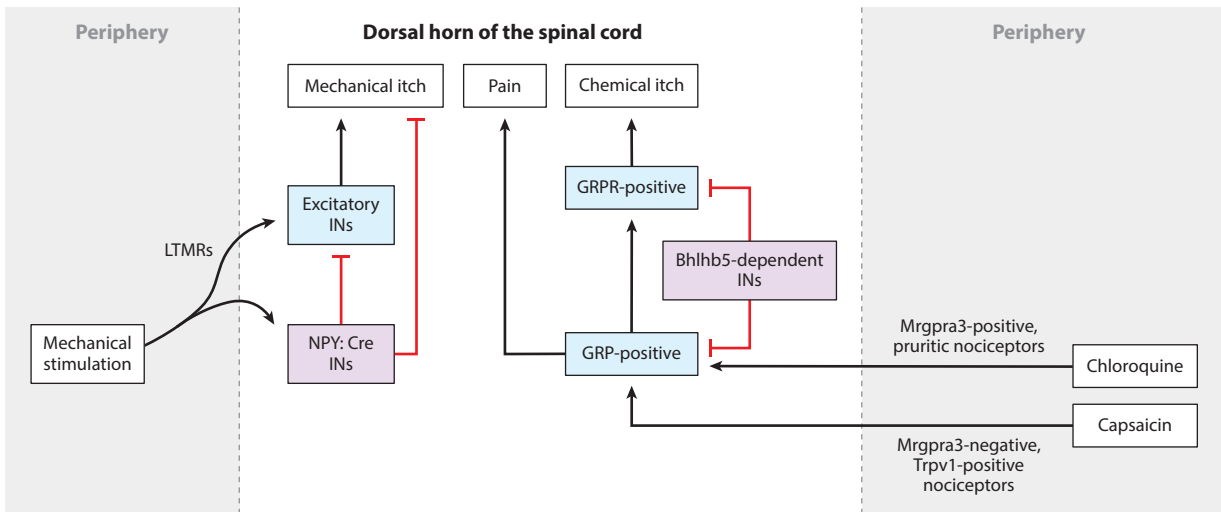 Periphery
Dorsal horn of the spinal cord
Periphery
Mechanical itch
Pain
Chemical itch
Excitatory
INs
GRPR-positive
LTMRs
Bhlhb5-dependent
INs
Mechanical
stimulation
NPY: Cre
INs
GRP-positive
Mrgpra3-positive,
pruritic nociceptors
Chloroquine
Capsaicin
Mrgpra3-negative,
Trpv1-positive
nociceptors